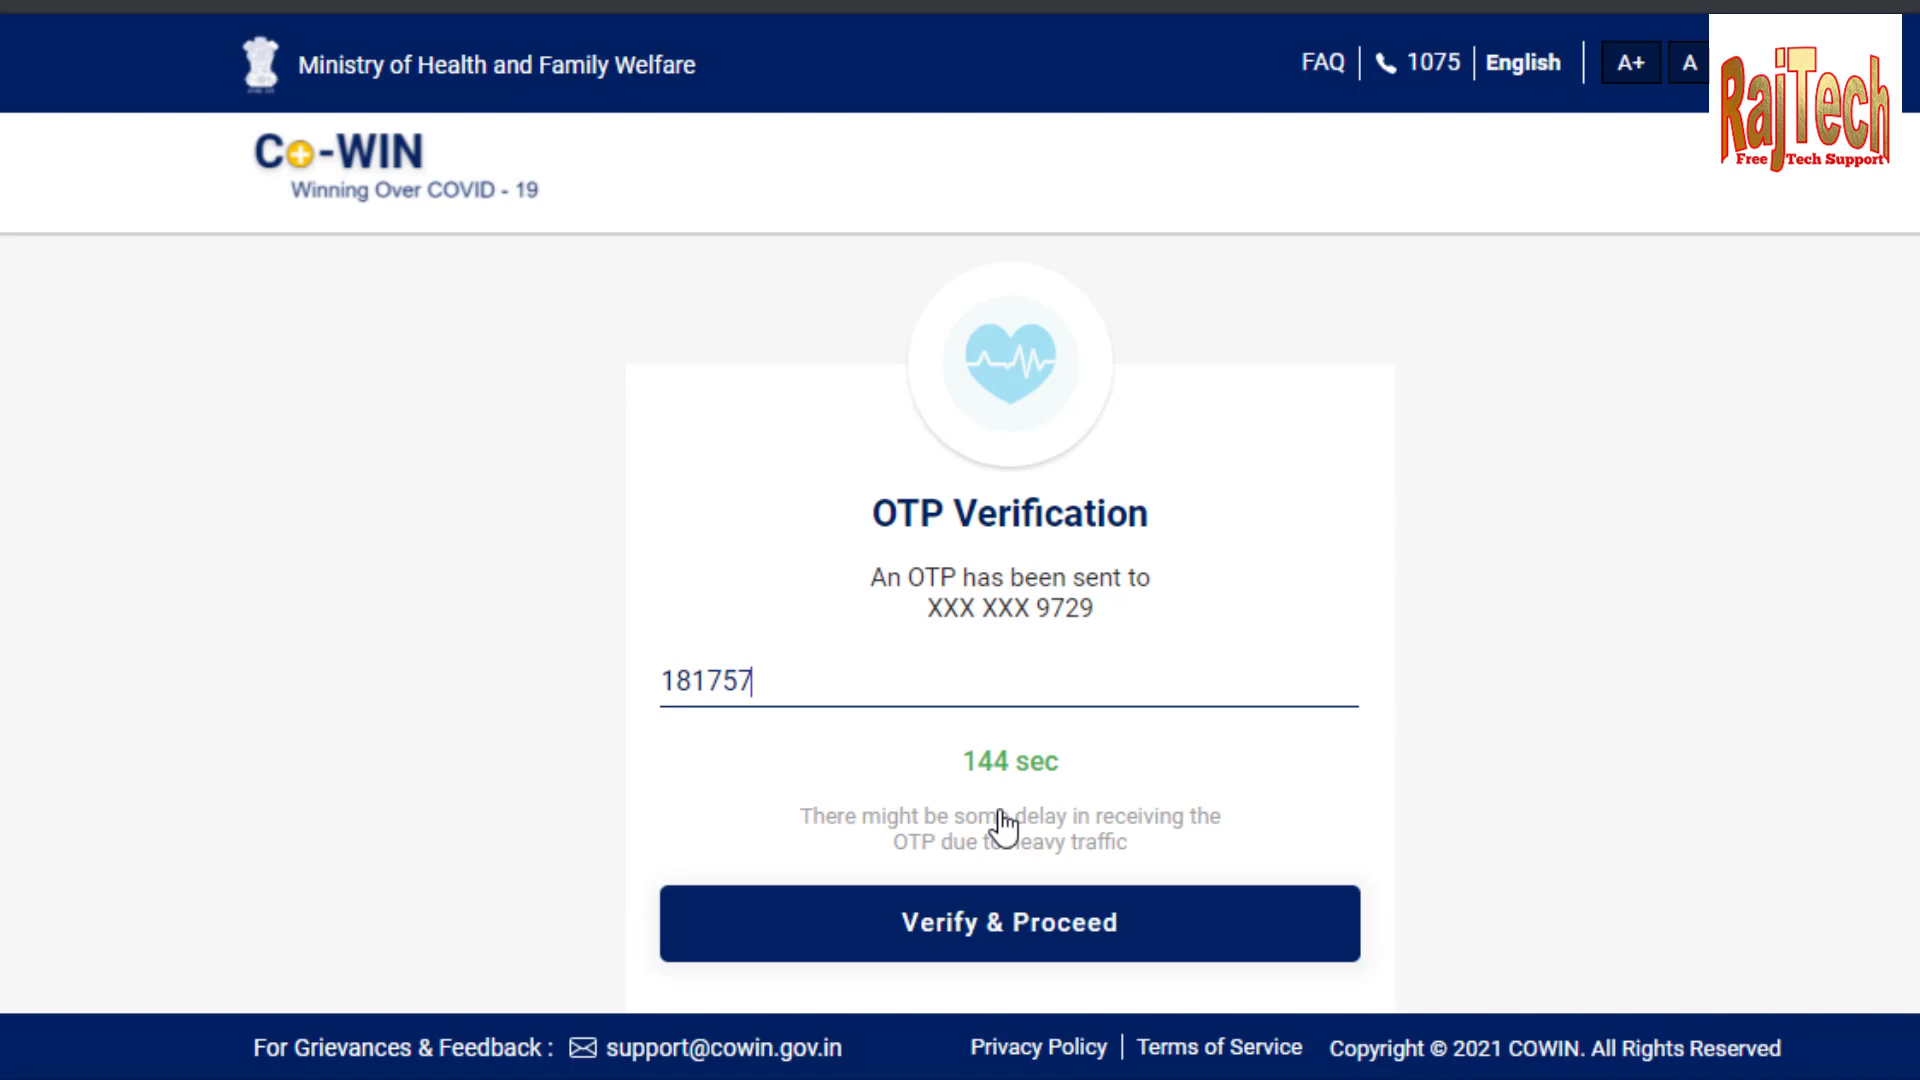 Ministry of Health and Family Welfare
FAQ
1075
English
A+
A
RajTech
Free Tech Support
Co-WIN
Winning Over COVID - 19
OTP Verification
An OTP has been sent to
XXX XXX 9729
181757
144 sec
There might be some delay in receiving the
OTP due to heavy traffic
Verify & Proceed
For Grievances & Feedback : support@cowin.gov.in
Privacy Policy
Terms of Service
Copyright © 2021 COWIN. All Rights Reserved